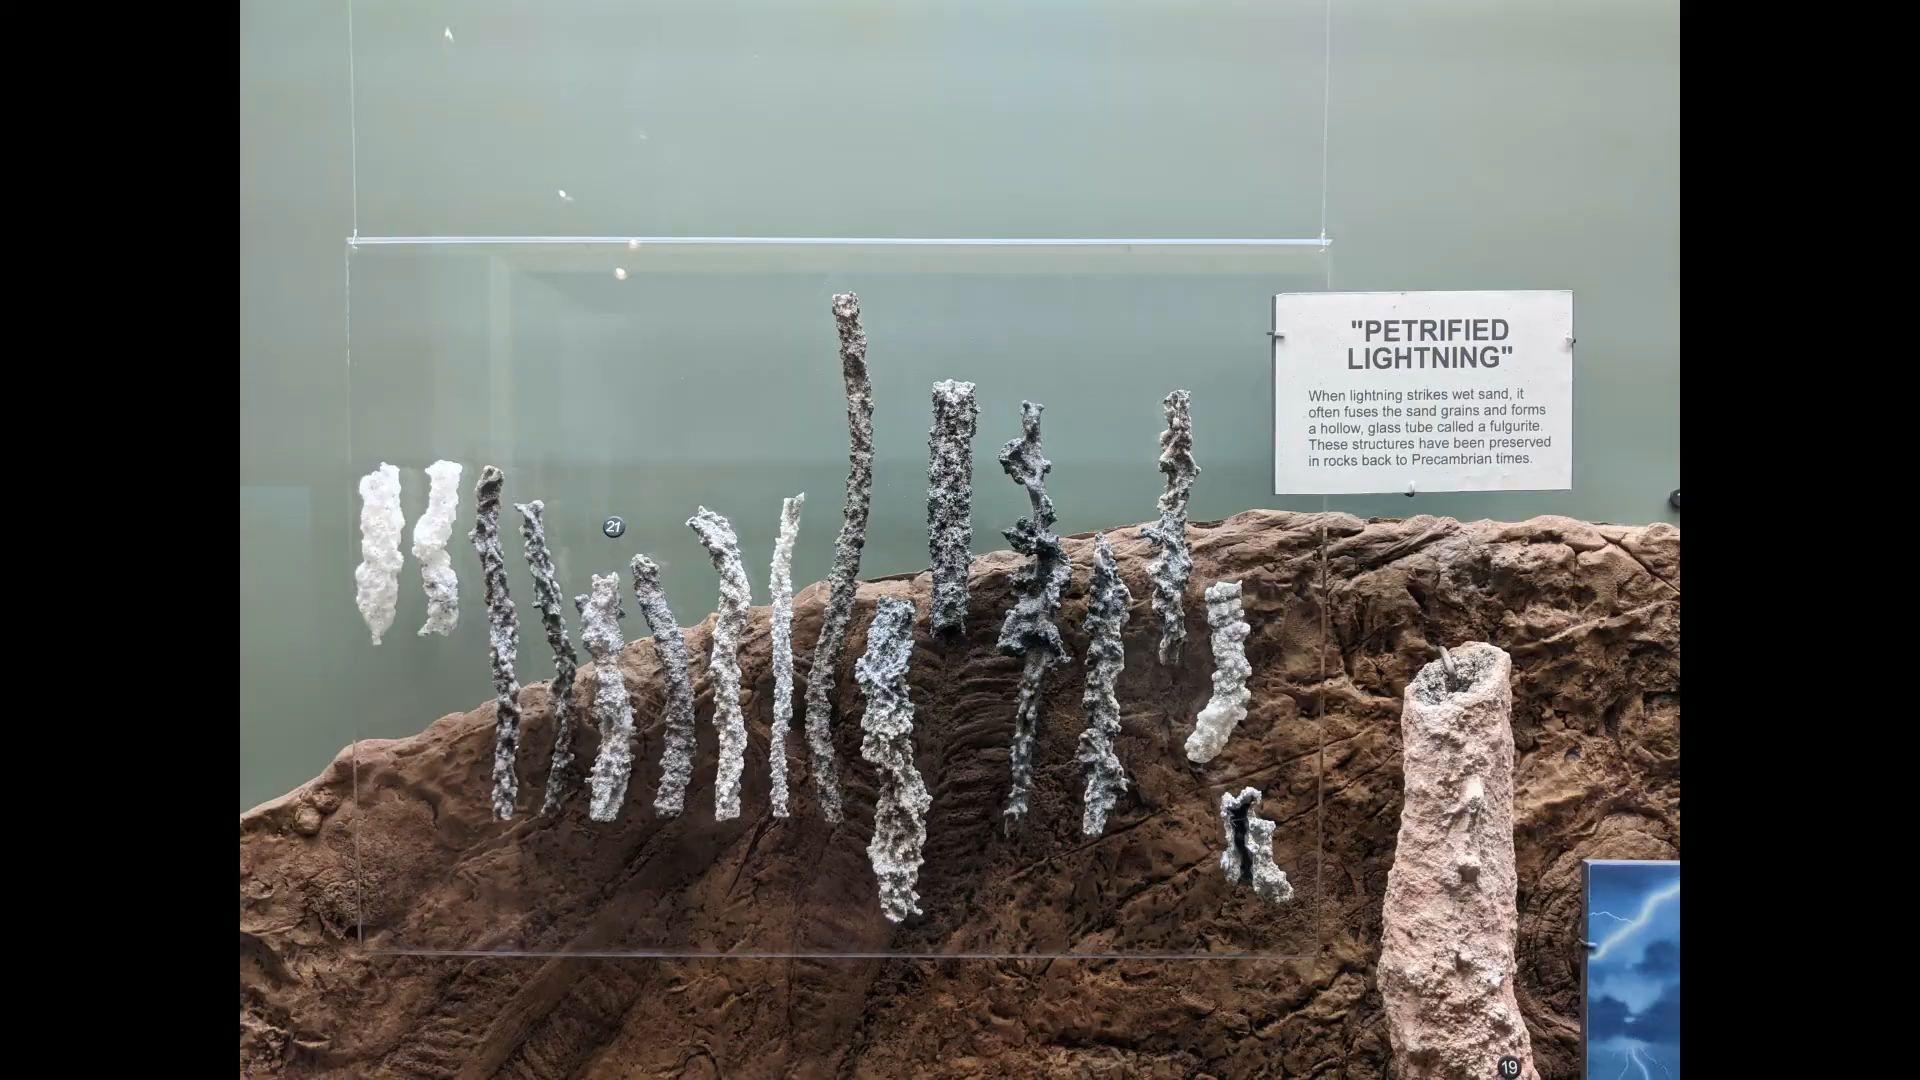 "PETRIFIED
LIGHTNING"
When lightning strikes wet sand, it
often fuses the sand grains and forms
a hollow, glass tube called a fulgurite.
These structures have been preserved
in rocks back to Precambrian times.
21
19